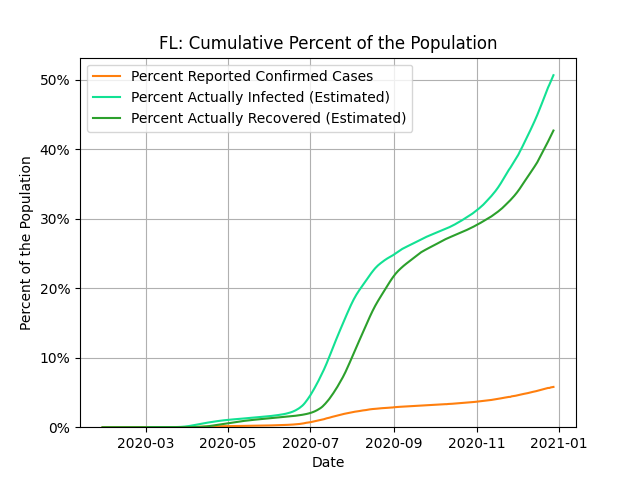 FL: Cumulative Percent of the Population
Percent Reported Confirmed Cases
Percent Actually Infected (Estimated)
Percent Actually Recovered (Estimated)
Percent of the Population
50%
40%
30%
20%
10%
0%
2020-03 2020-05 2020-07 2020-09 2020-11 2021-01
Date